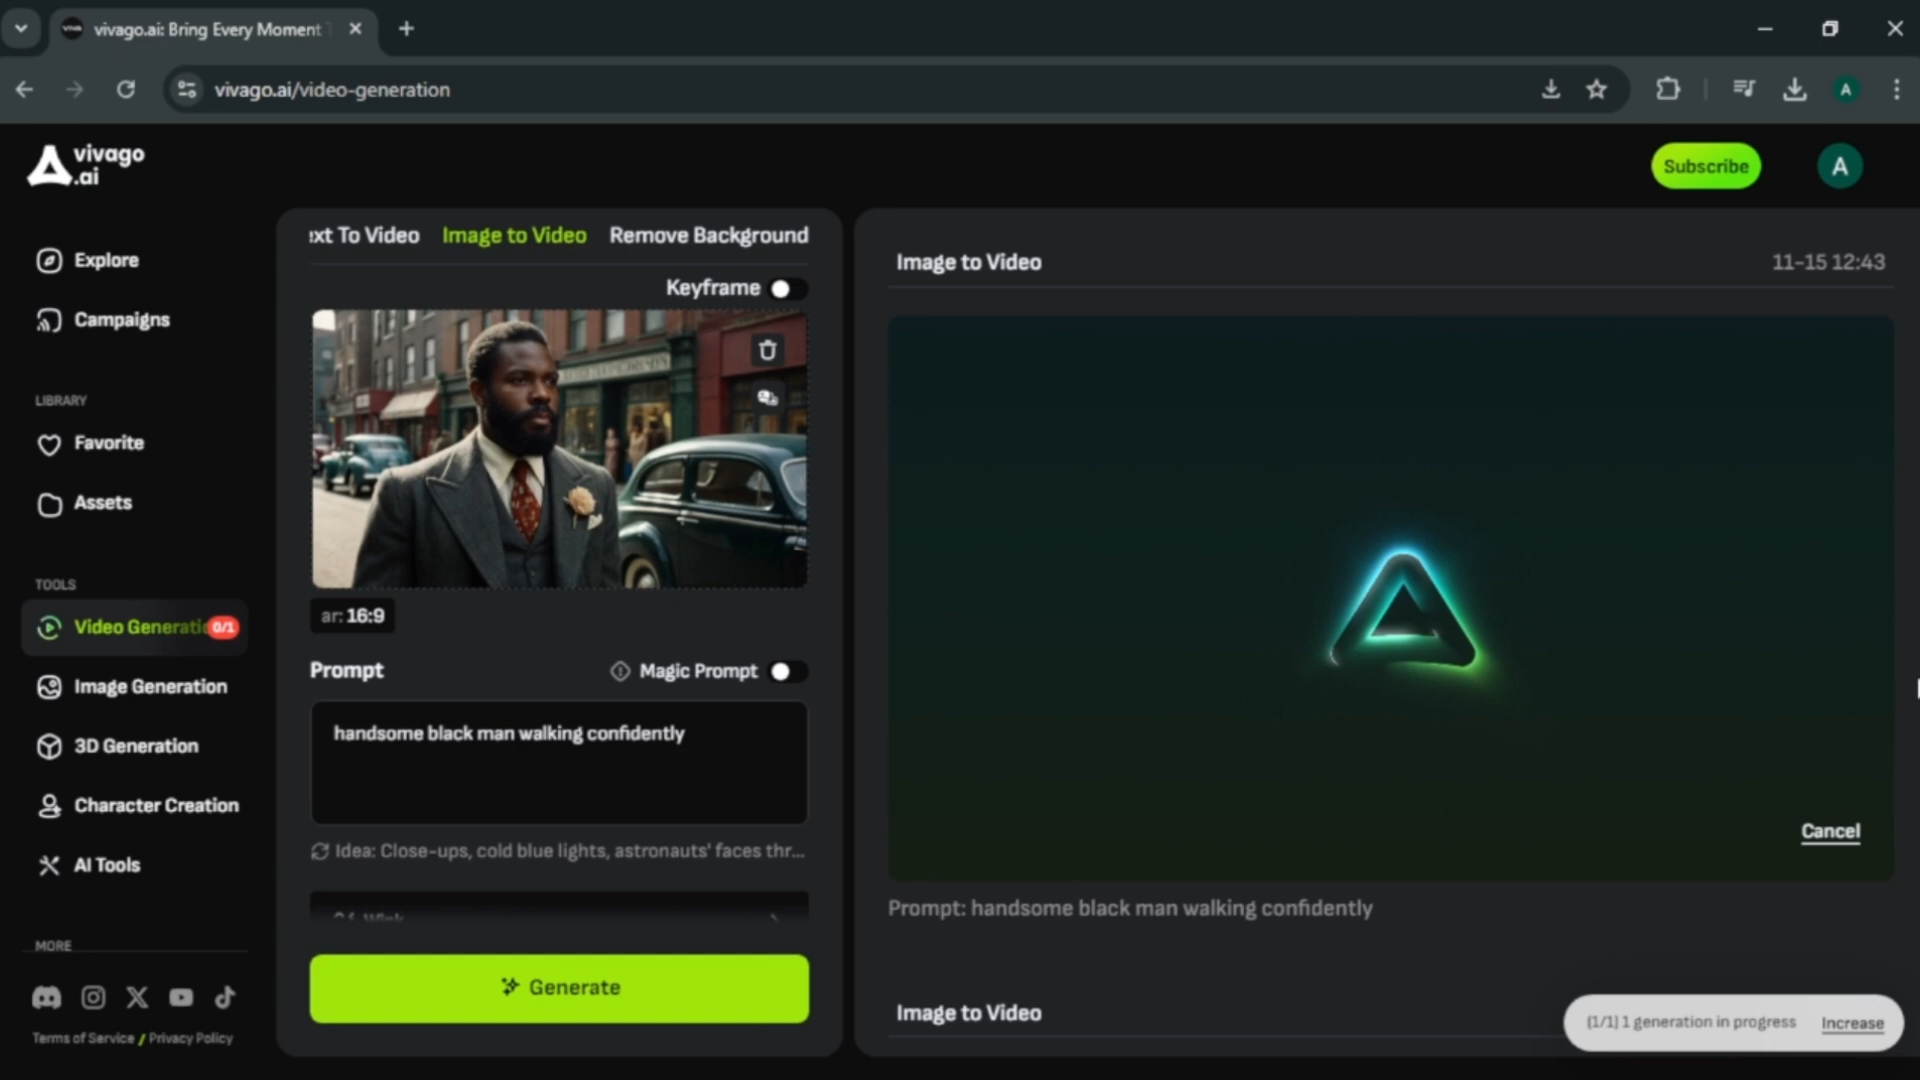 vivago.ai: Bring Every Moment
vivago.ai/video-generation
A
vivago
.ai
Subscribe
A
Explore
Campaigns
LIBRARY
Favorite
Assets
TOOLS
Video Generatio
0/1
Image Generation
3D Generation
Character Creation
AI Tools
MORE
Terms of Service / Privacy Policy
ext To Video Image to Video Remove Background
Keyframe
ar: 16:9
Prompt
Magic Prompt
handsome black man walking confidently
Idea: Close-ups, cold blue lights, astronauts' faces thr...
Wink
Generate
Image to Video
11-15 12:43
Cancel
Prompt: handsome black man walking confidently
Image to Video
(1/1) 1 generation in progress Increase